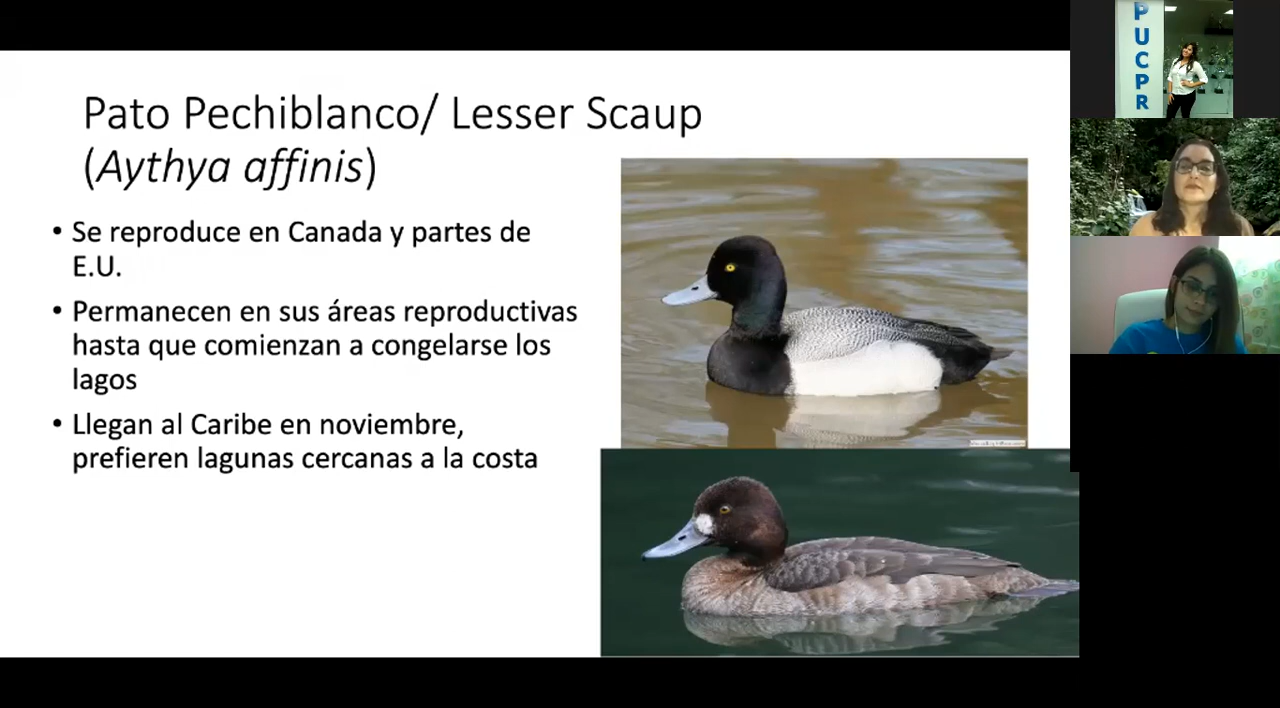 Pato Pechiblanco/ Lesser Scaup
(Aythya affinis)
• Se reproduce en Canada y partes de
E.U.
• Permanecen en sus áreas reproductivas
hasta que comienzan a congelarse los
lagos
• Llegan al Caribe en noviembre,
prefieren lagunas cercanas a la costa
PUCPR